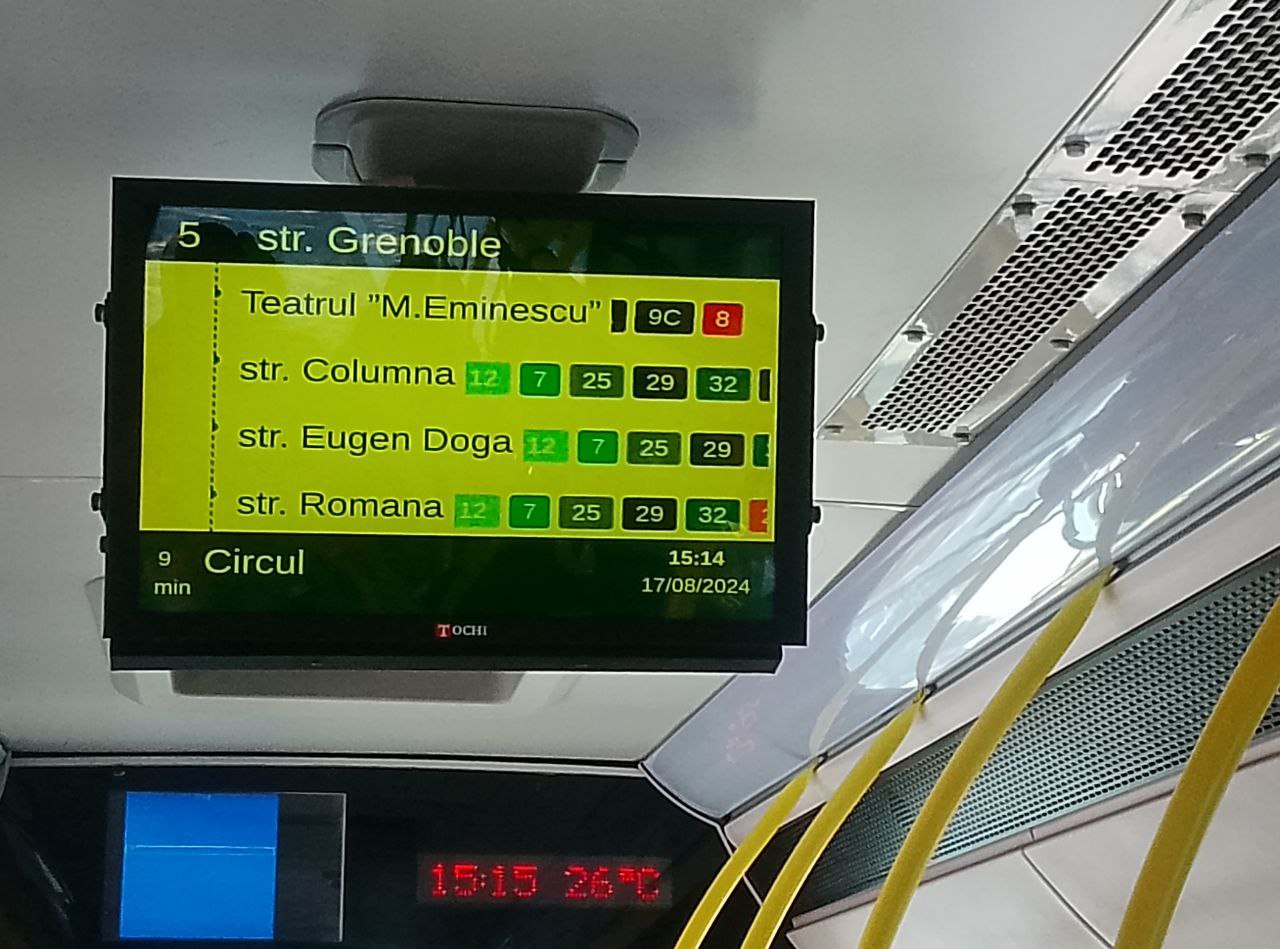 5 str. Grenoble
Teatrul ”M.Eminescu” 9C 8
str. Columna 12 7 25 29 32
str. Eugen Doga 12 7 25 29
str. Romana 12 7 25 29 32
9 min Circul 15:14
17/08/2024
TOCHI
15:15 26°C